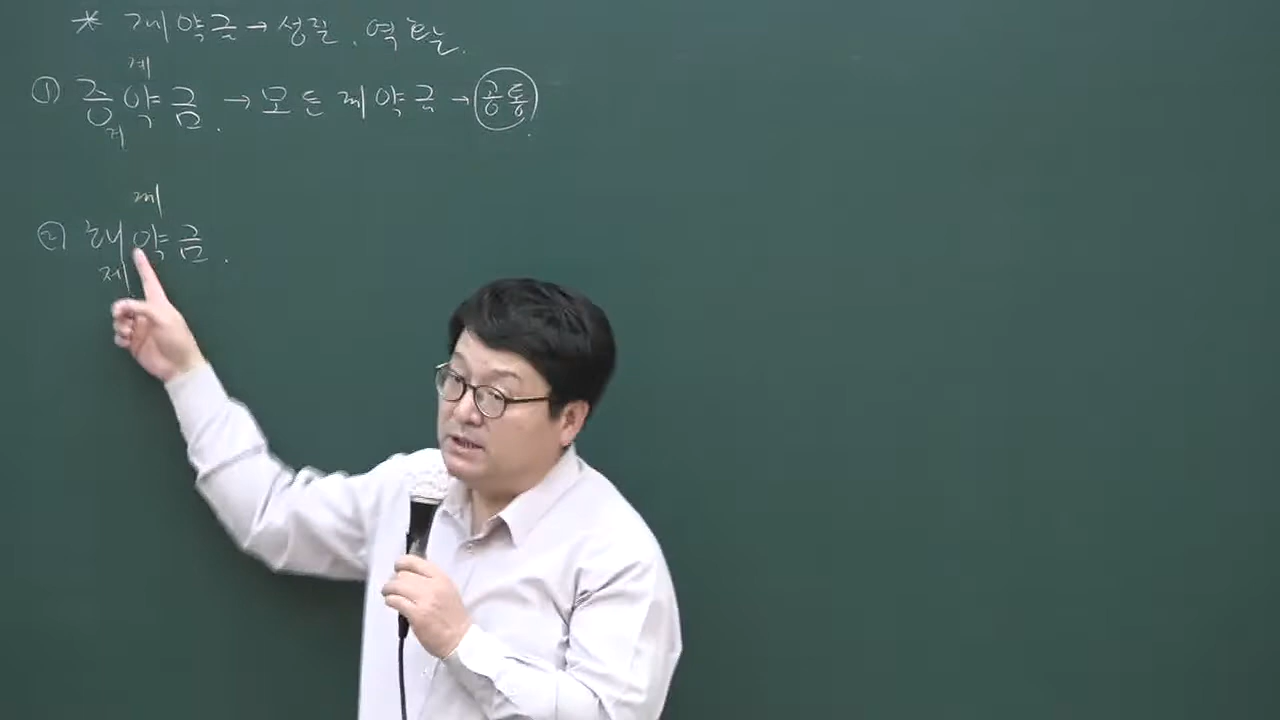 * 계약금 → 성질, 역할.
계
① 증약금. → 모든 계약금 → 공통.
거
계
② 해약금.
제